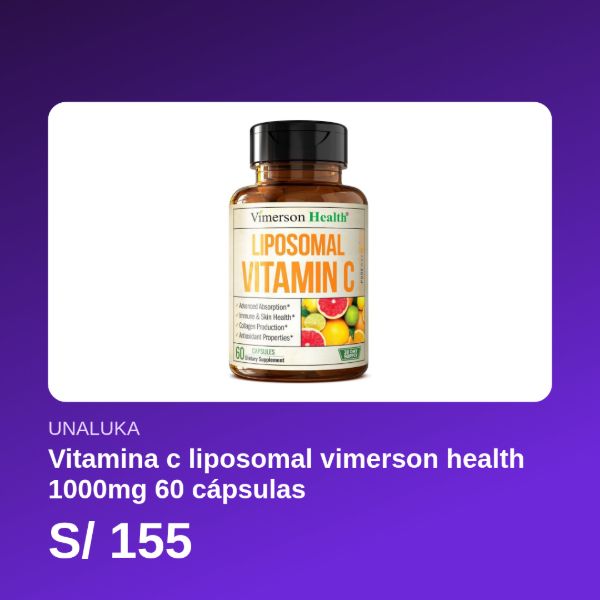 Vimerson Health
LIPOSOMAL
VITAMIN C
Advanced Absorption*
Immune & Skin Health*
Collagen Production*
Antioxidant Properties*
60 CAPSULES
Dietary Supplement
UNALUKA
Vitamina c liposomal vimerson health
1000mg 60 cápsulas
S/ 155